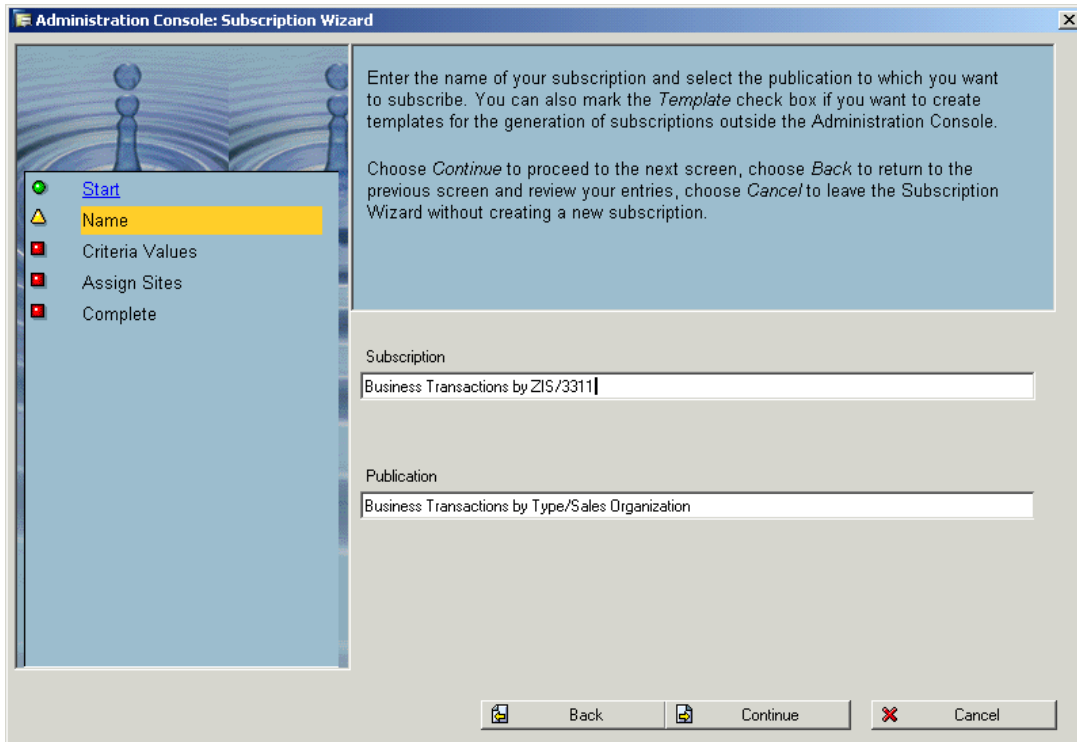 Administration Console: Subscription Wizard
Enter the name of your subscription and select the publication to which you want
to subscribe. You can also mark the Template check box if you want to create
templates for the generation of subscriptions outside the Administration Console.
Choose Continue to proceed to the next screen, choose Back to return to the
previous screen and review your entries, choose Cancel to leave the Subscription
Wizard without creating a new subscription.
Start
Name
Criteria Values
Assign Sites
Complete
Subscription
Business Transactions by ZIS/3311
Publication
Business Transactions by Type/Sales Organization
Back
Continue
Cancel